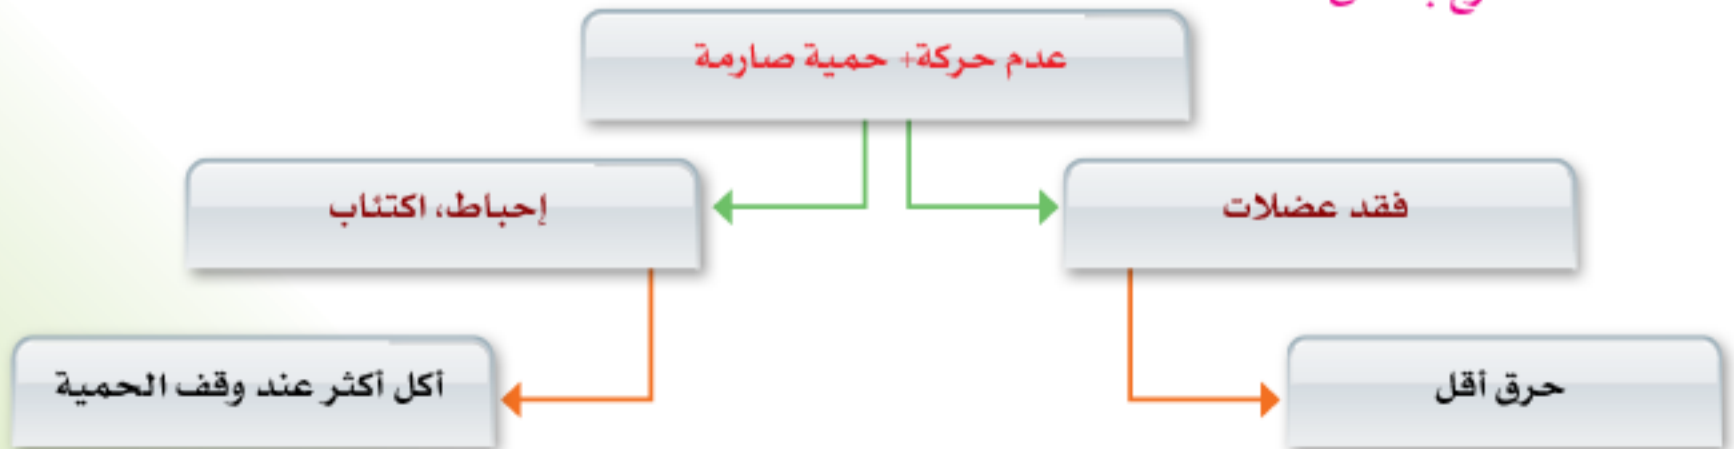 عدم حركة+ حمية صارمة
فقد عضلات
إحباط، اكتئاب
حرق أقل
أكل أكثر عند وقف الحمية